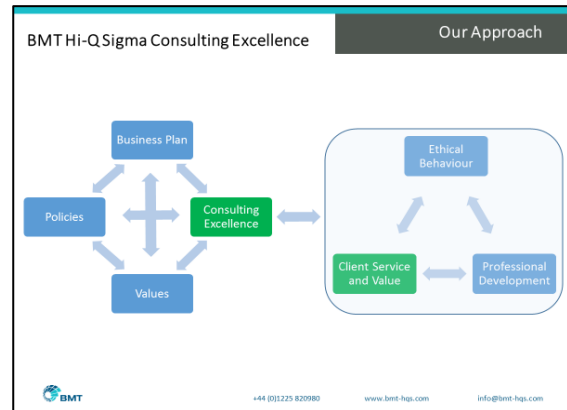 BMT Hi-Q Sigma Consulting Excellence
Our Approach
Business Plan
Policies
Consulting
Excellence
Values
Ethical
Behaviour
Client Service
and Value
Professional
Development
BMT
+44 (0)1225 820980
www.bmt-hqs.com
info@bmt-hqs.com